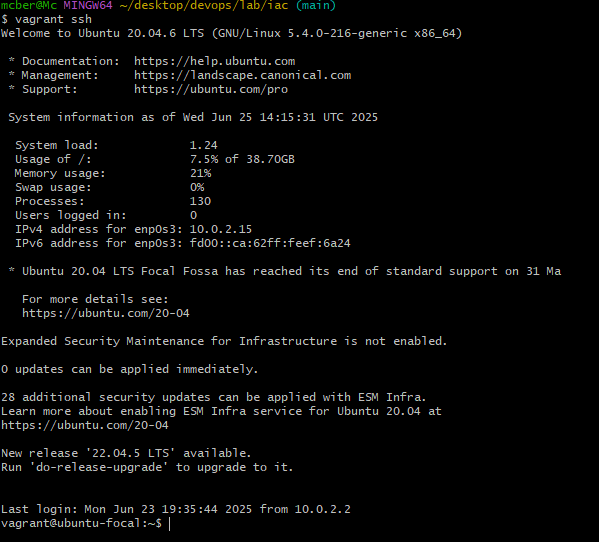 mcber@Mc MINGW64 ~/desktop/devops/lab/iac (main)
$ vagrant ssh
Welcome to Ubuntu 20.04.6 LTS (GNU/Linux 5.4.0-216-generic x86_64)

 * Documentation:  https://help.ubuntu.com
 * Management:     https://landscape.canonical.com
 * Support:        https://ubuntu.com/pro

 System information as of Wed Jun 25 14:15:31 UTC 2025

  System load:             1.24
  Usage of /:              7.5% of 38.70GB
  Memory usage:            21%
  Swap usage:              0%
  Processes:               130
  Users logged in:         0
  IPv4 address for enp0s3: 10.0.2.15
  IPv6 address for enp0s3: fd00::ca:62ff:feef:6a24

 * Ubuntu 20.04 LTS Focal Fossa has reached its end of standard support on 31 Ma

   For more details see:
   https://ubuntu.com/20-04

Expanded Security Maintenance for Infrastructure is not enabled.

0 updates can be applied immediately.

28 additional security updates can be applied with ESM Infra.
Learn more about enabling ESM Infra service for Ubuntu 20.04 at
https://ubuntu.com/20-04

New release '22.04.5 LTS' available.
Run 'do-release-upgrade' to upgrade to it.


Last login: Mon Jun 23 19:35:44 2025 from 10.0.2.2
vagrant@ubuntu-focal:~$